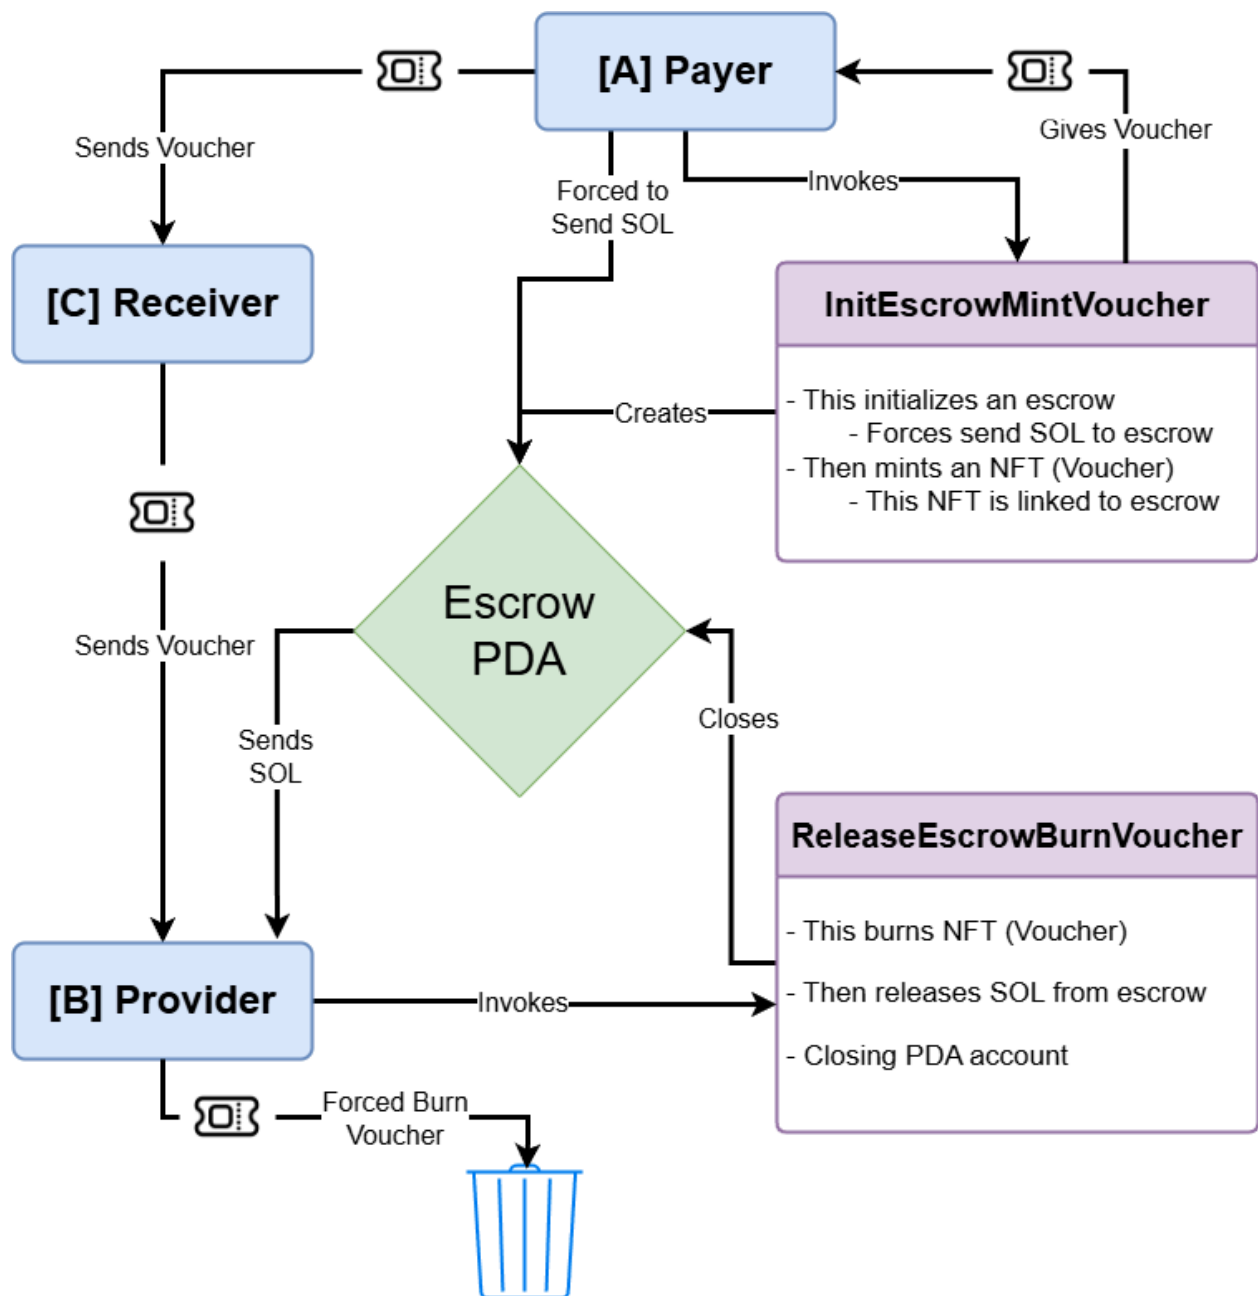 [A] Payer
Sends Voucher
Gives Voucher
Forced to
Send SOL
Invokes
[C] Receiver
InitEscrowMintVoucher
- This initializes an escrow
- Forces send SOL to escrow
- Then mints an NFT (Voucher)
- This NFT is linked to escrow
Creates
Escrow
PDA
Sends Voucher
Sends
SOL
Closes
ReleaseEscrowBurnVoucher
- This burns NFT (Voucher)
- Then releases SOL from escrow
- Closing PDA account
[B] Provider
Invokes
Forced Burn
Voucher